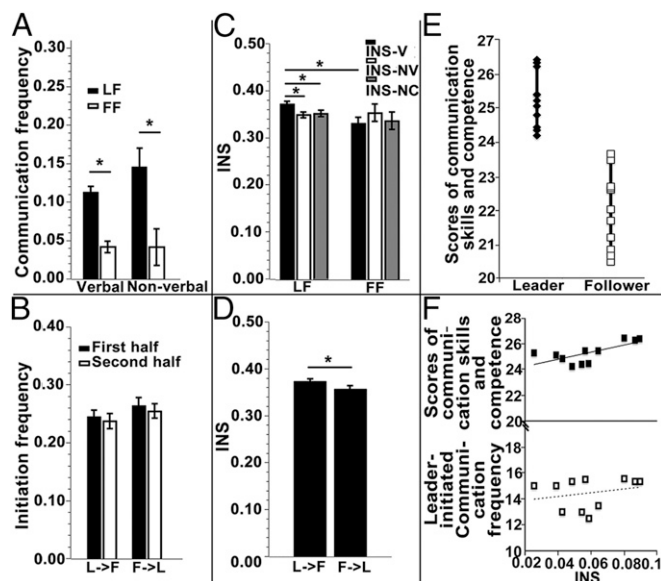 A
Communication frequency
0.30
0.25
0.20
0.15
0.10
0.05
0.00
LF
FF
*
*
Verbal Non-verbal
B
Initiation frequency
0.40
0.30
0.20
0.10
0.00
First half
Second half
L->F F->L
C
INS
0.50
0.40
0.30
0.20
0.10
0.00
INS-V
INS-NV
INS-NC
*
*
*
LF FF
D
INS
0.50
0.40
0.30
0.20
0.10
0.00
*
L->F F->L
E
Scores of communication
skills and competence
27
26
25
24
23
22
21
20
Leader Follower
F
Scores of
communi-
cation skills
and
competence
28
26
24
22
20
Leader-
initiated
Communi-
cation
frequency
18
16
14
12
10
0.02 0.04 0.06 0.080.1
INS